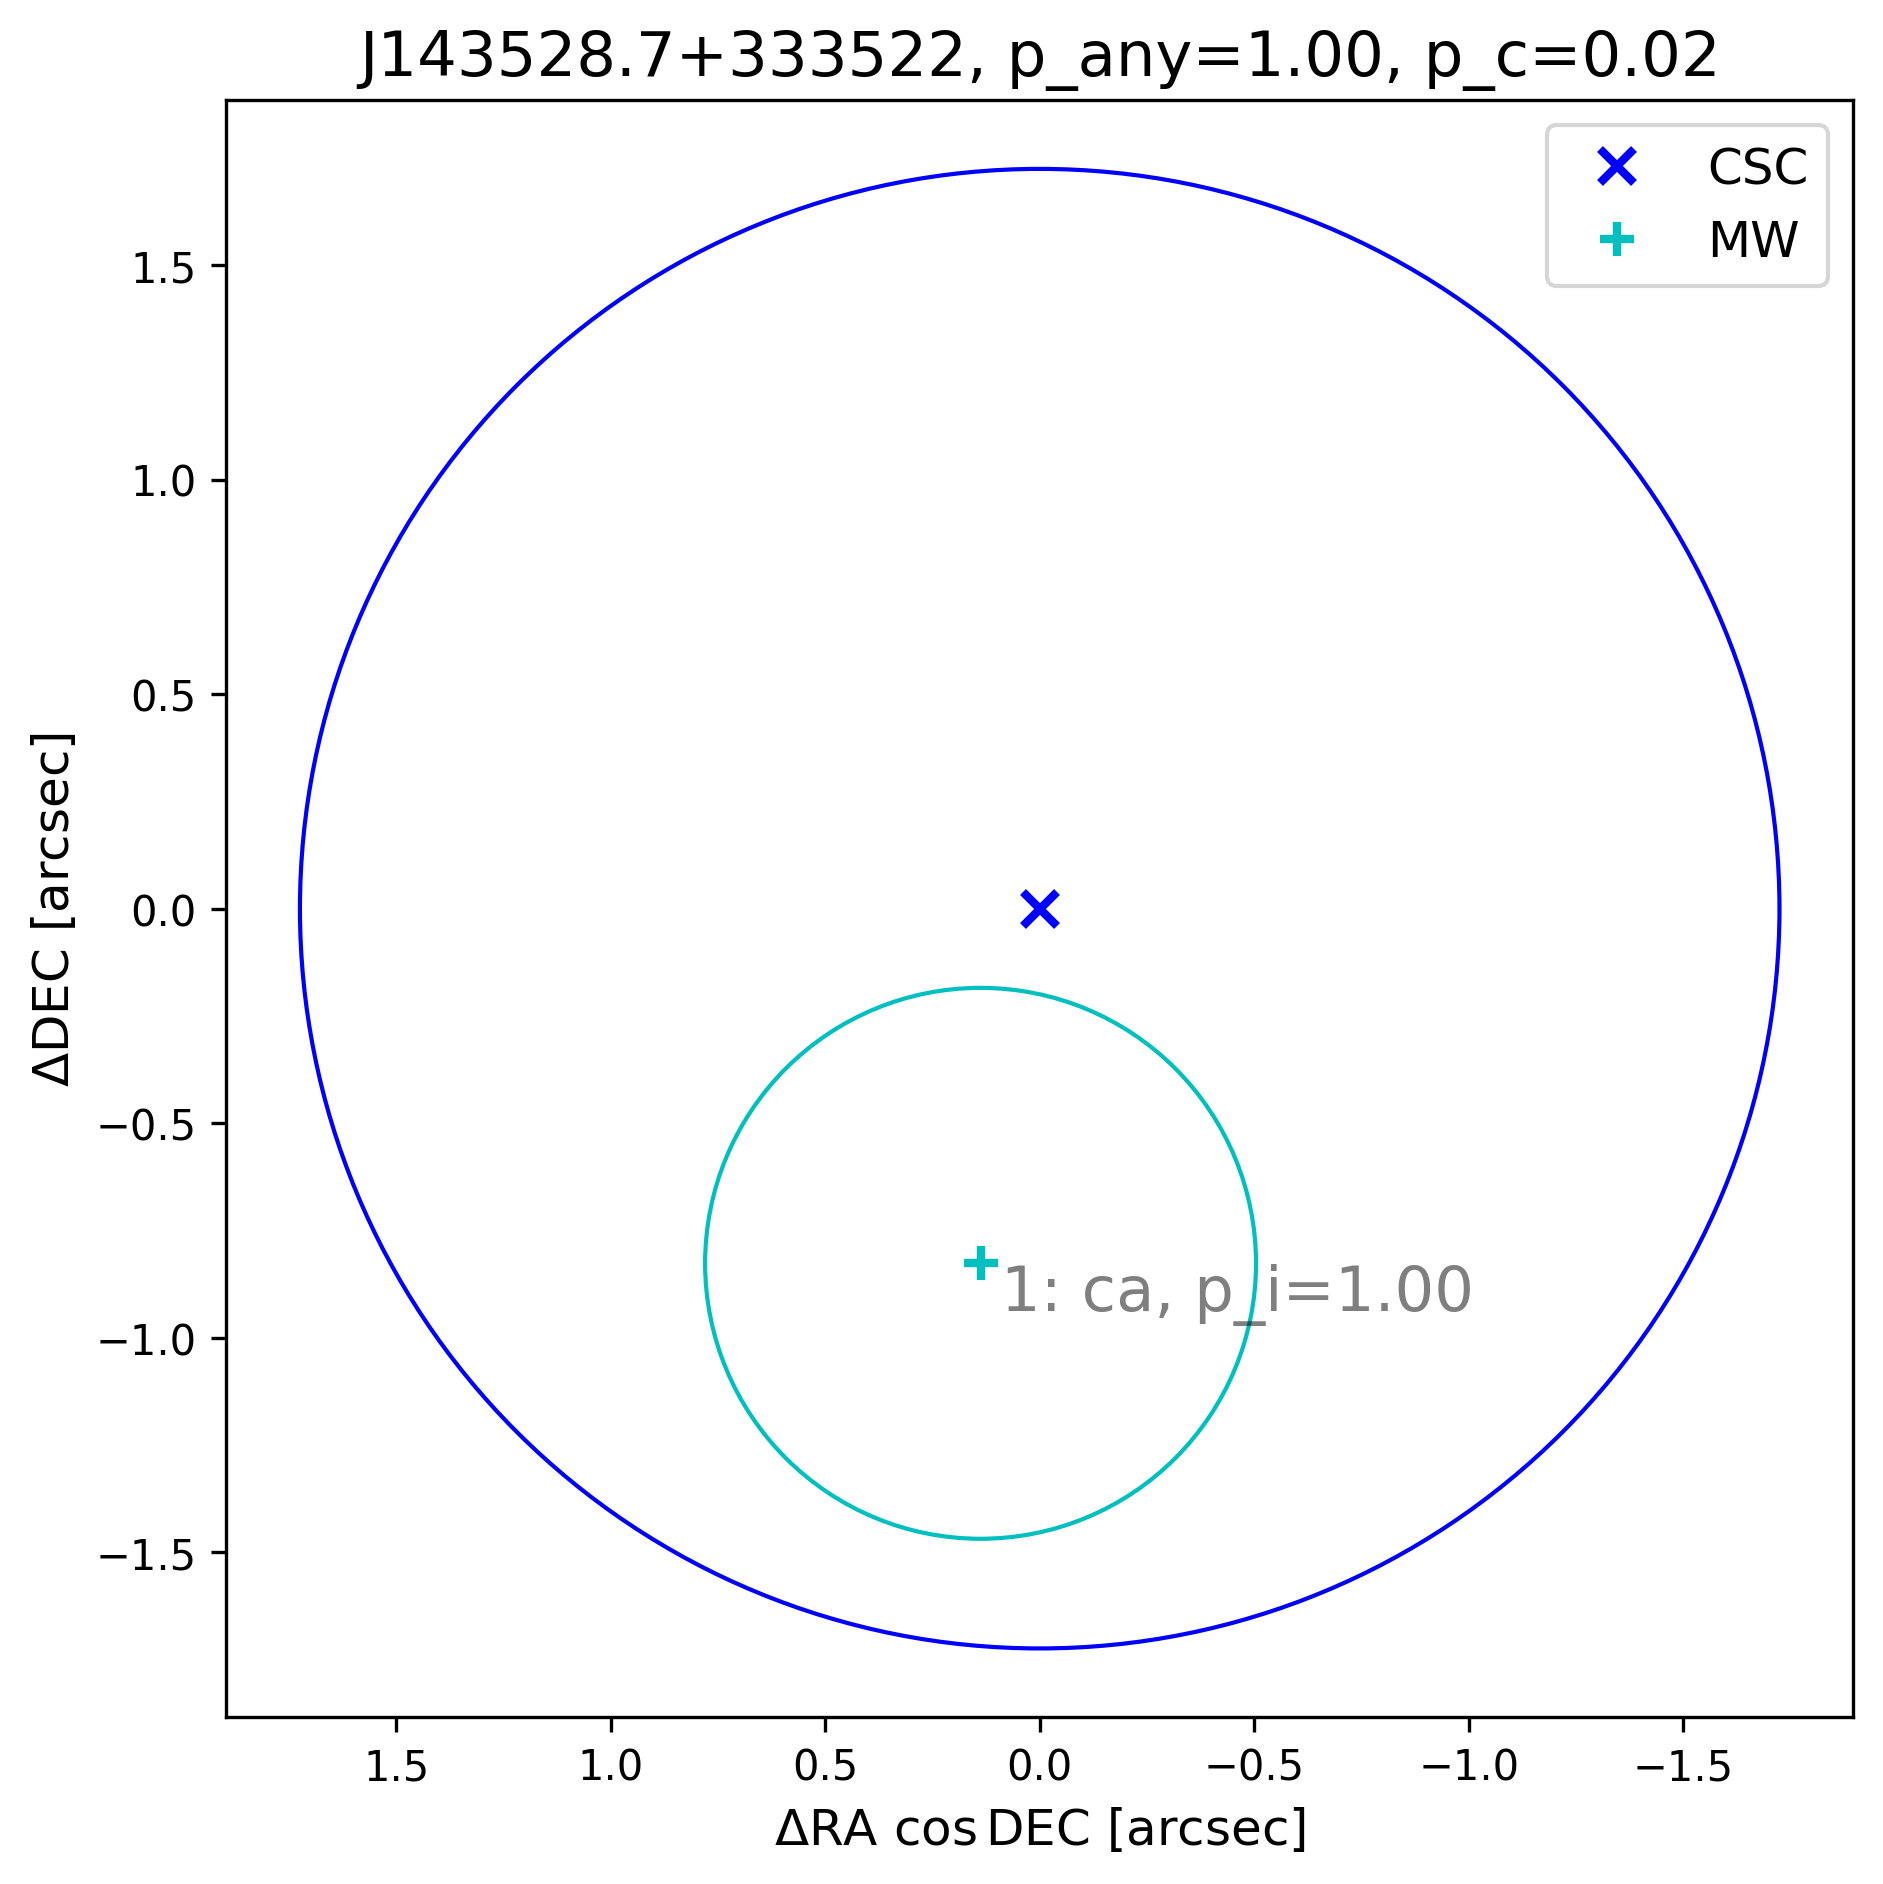 J143528.7+333522, p_any=1.00, p_c=0.02
CSC
MW
1.5
1.0
0.5
0.0
−0.5
−1.0
−1.5
ΔDEC [arcsec]
1: ca, p_i=1.00
1.5 1.0 0.5 0.0 −0.5 −1.0 −1.5
ΔRA cos DEC [arcsec]